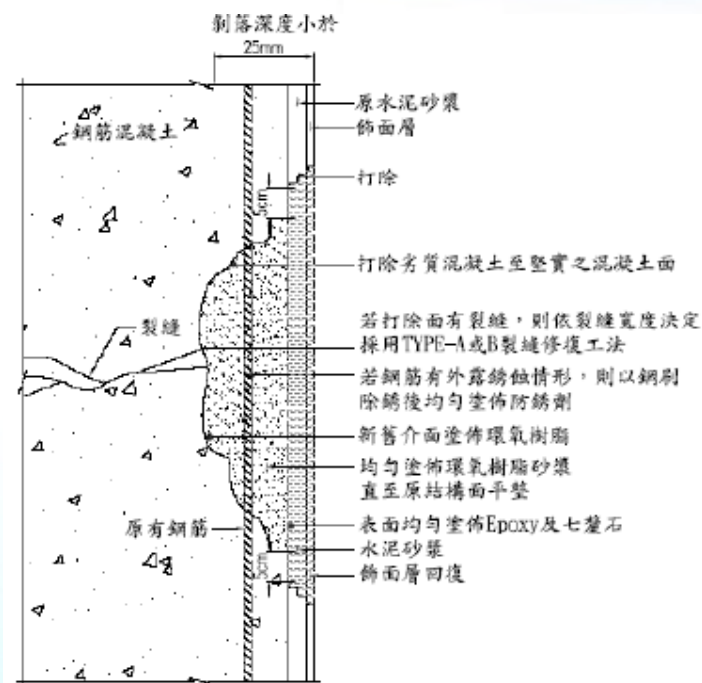 剝落深度小於
25mm
原水泥砂漿
飾面層
鋼筋混凝土
打除
5cm
打除劣質混凝土至堅實之混凝土面
若打除面有裂縫，則依裂縫寬度決定
採用TYPE-A或B裂縫修復工法
裂縫
若鋼筋有外露銹蝕情形，則以鋼刷
除銹後均勻塗佈防銹劑
新舊介面塗佈環氧樹脂
均勻塗佈環氧樹脂砂漿
直至原結構面平整
原有鋼筋
表面均勻塗佈Epoxy及七釐石
水泥砂漿
5cm
飾面層回復